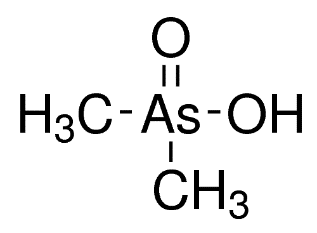 O
H₃C As OH
CH₃